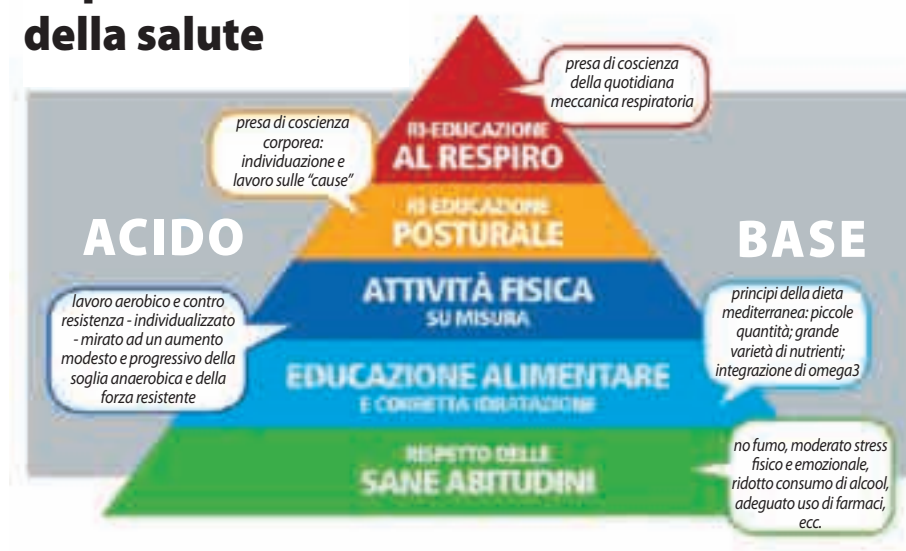 della salute
presa di coscienza
della quotidiana
meccanica respiratoria
presa di coscienza
corporea:
individuazione e
lavoro sulle “cause”
RI-EDUCAZIONE
AL RESPIRO
RI-EDUCAZIONE
POSTURALE
ACIDO
BASE
ATTIVITÀ FISICA
SU MISURA
lavoro aerobico e contro
resistenza - individualizzato
- mirato ad un aumento
modesto e progressivo della
soglia anaerobica e della
forza resistente
principi della dieta
mediterranea: piccole
quantità; grande
varietà di nutrienti;
integrazione di omega3
EDUCAZIONE ALIMENTARE
E CORRETTA IDRATAZIONE
RISPETTO DELLE
SANE ABITUDINI
no fumo, moderato stress
fisico e emozionale,
ridotto consumo di alcool,
adeguato uso di farmaci,
ecc.